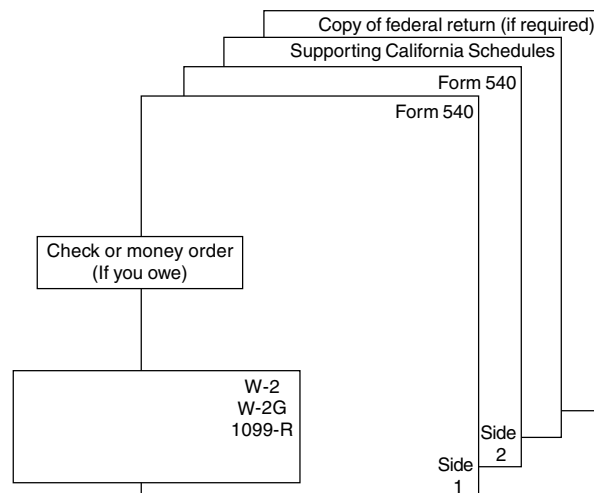 Copy of federal return (if required)
Supporting California Schedules
Form 540
Form 540
Check or money order
(If you owe)
W-2
W-2G
1099-R
Side
2
Side
1